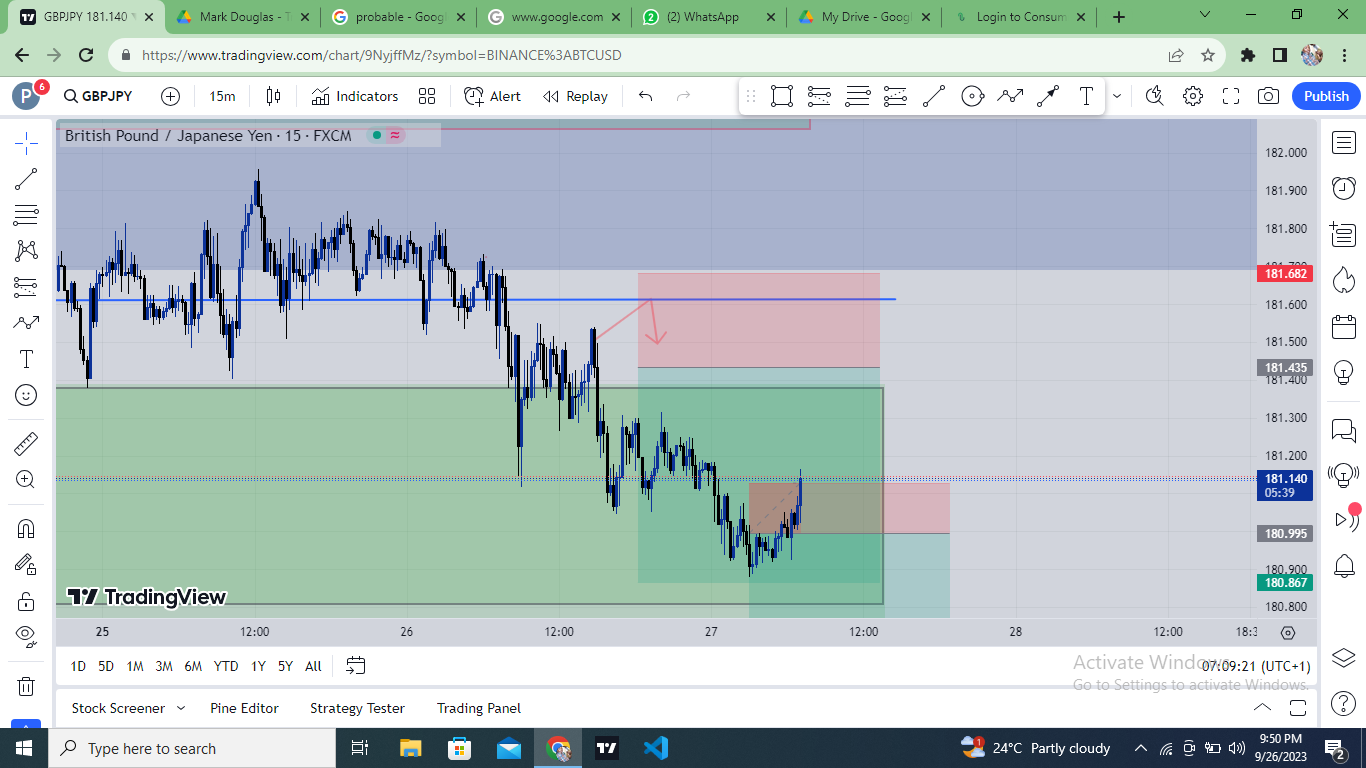 GBPJPY 181.140
Mark Douglas - T
probable - Googl
www.google.com
(2) WhatsApp
My Drive - Googl
Login to Consum
https://www.tradingview.com/chart/9NyjffMz/?symbol=BINANCE%3ABTCUSD
P
6
GBPJPY
15m
Indicators
Alert
Replay
T
Publish
British Pound / Japanese Yen · 15 · FXCM
182.000
181.900
181.800
181.700
181.682
181.600
181.500
181.435
181.400
181.300
181.200
181.140
05:39
180.995
180.900
180.867
180.800
TradingView
25
12:00
26
12:00
27
12:00
28
12:00
18:3
1D 5D 1M 3M 6M YTD 1Y 5Y All
07:09:21 (UTC+1)
Activate Windows
Go to Settings to activate Windows.
Stock Screener
Pine Editor
Strategy Tester
Trading Panel
Type here to search
1
24°C Partly cloudy
9:50 PM
9/26/2023
2